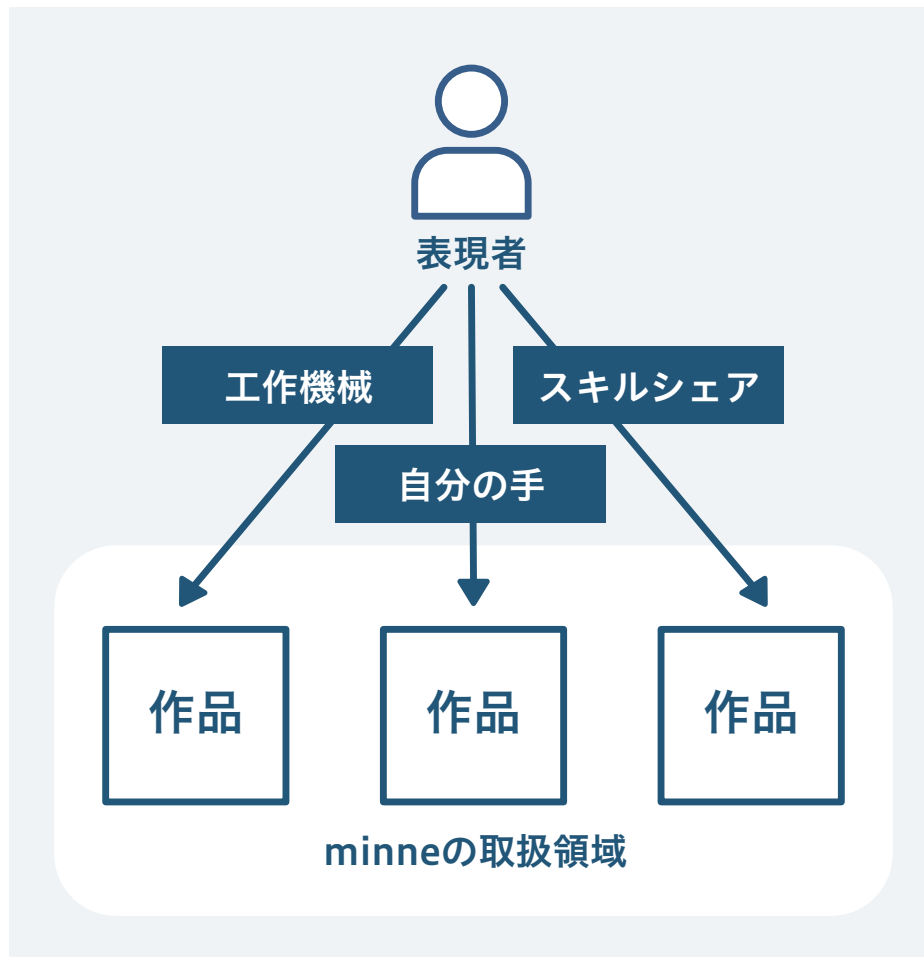 表現者
工作機械
スキルシェア
自分の手
作品
作品
作品
minneの取扱領域